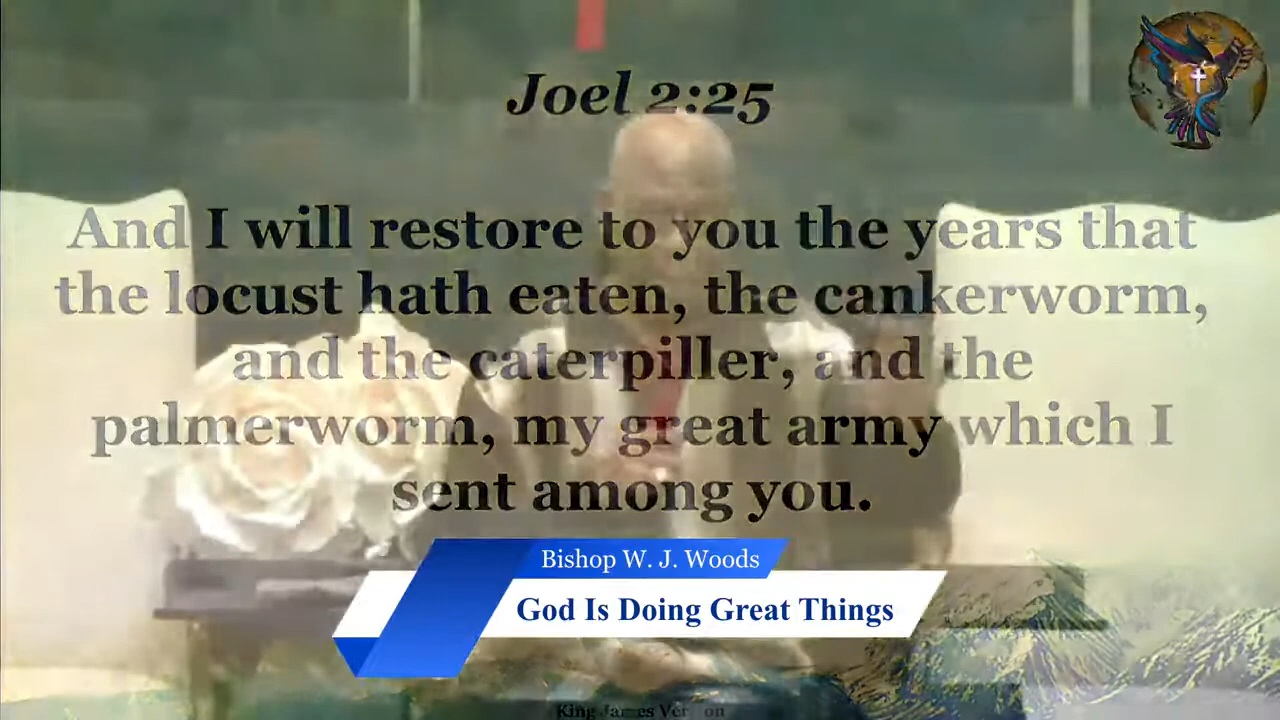 Joel 2:25
And I will restore to you the years that
the locust hath eaten, the cankerworm,
and the caterpiller, and the
palmerworm, my great army which I
sent among you.
Bishop W. J. Woods
God Is Doing Great Things
King James Version